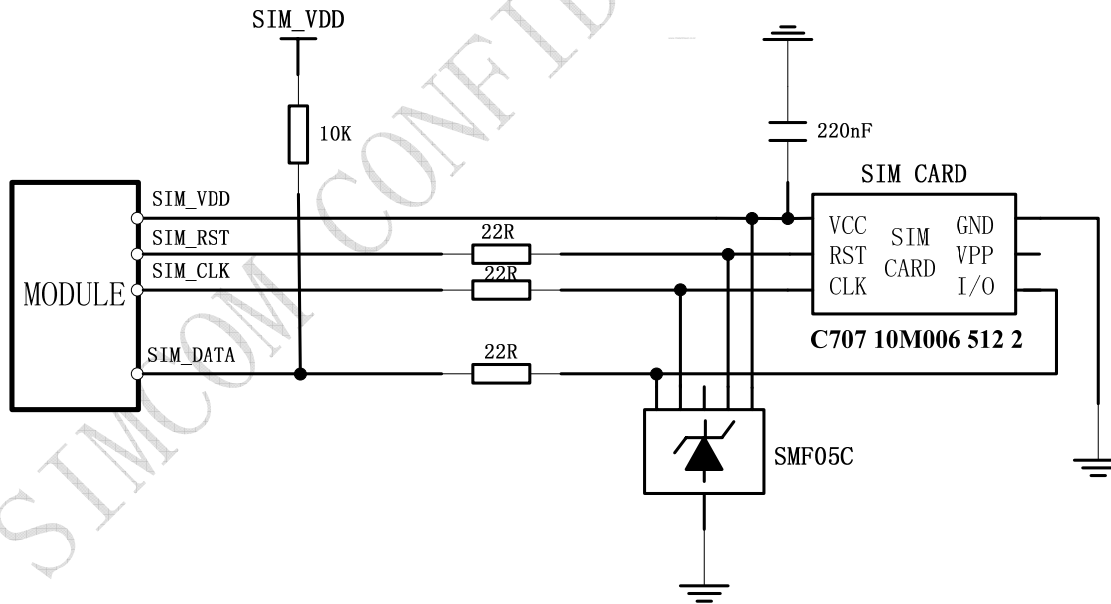 SIM_VDD
10K
220nF
SIM CARD
MODULE
SIM_VDD
SIM_RST
SIM_CLK
SIM_DATA
22R
22R
22R
VCC
RST
CLK
SIM
CARD
GND
VPP
I/O
C707 10M006 512 2
SMF05C
SIMCOM CONFID